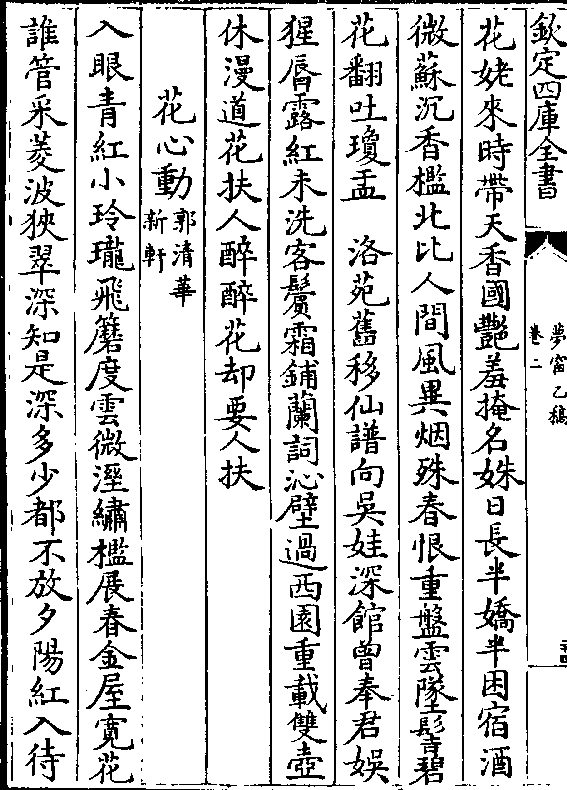 欽定四庫全書
夢窗乙稿
卷二
花姥來時帶天香國艷羞掩名姝日長半嬌半困宿酒
微蘇沉香檻北比人間風異烟殊春恨重盤雲墜髻碧
花翻吐瓊盂　洛苑舊移仙譜向吳娃深館曾奉君娛
猩唇露紅未洗客鬢霜鋪蘭詞沁壁過西園重載雙壺
休漫道花扶人醉醉花却要人扶
花心動郭清華新軒
入眼青紅小玲瓏飛簷度雲微溼繡檻展春金屋寛花
誰管采菱波狹翠深知是深多少都不放夕陽紅入待